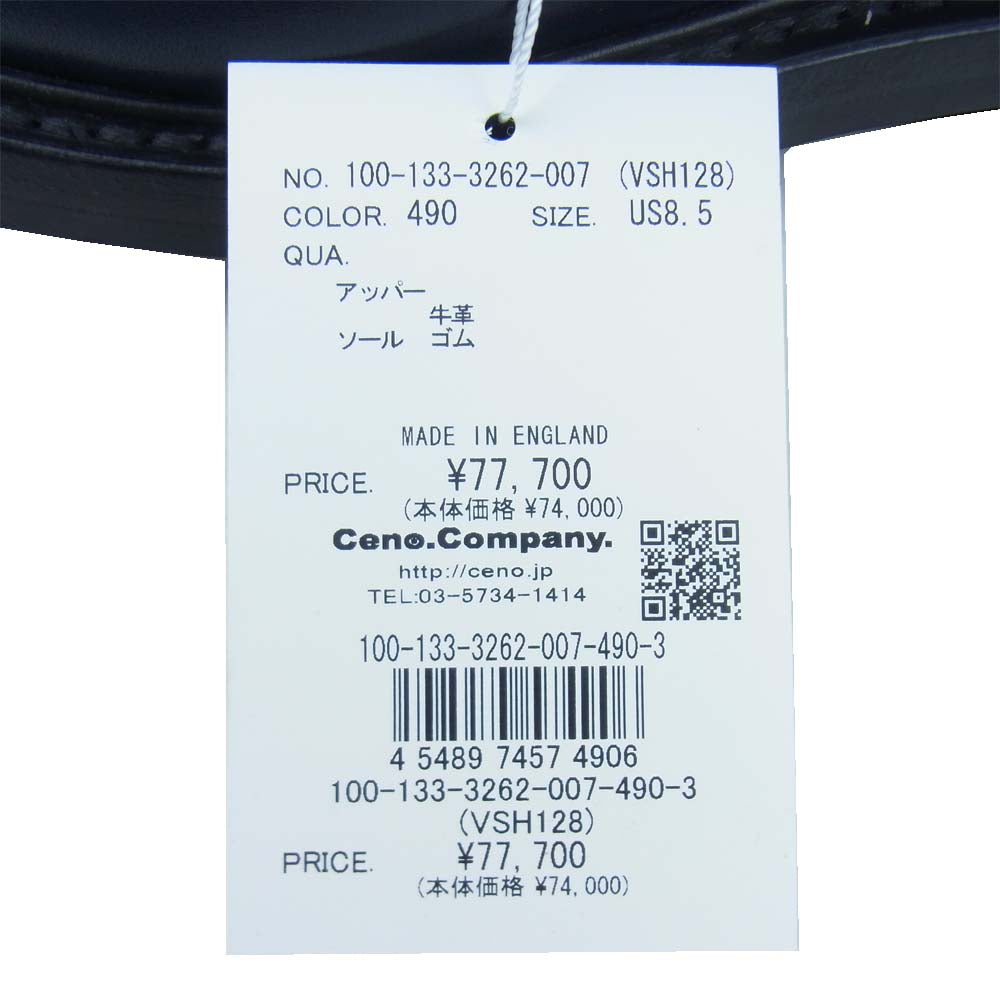 NO. 100-133-3262-007 (VSH128)
COLOR. 490 SIZE. US8.5
QUA.
アッパー
牛革
ソール ゴム
MADE IN ENGLAND
PRICE. ¥77,700
(本体価格 ¥74,000)
Ceno.Company.
http://ceno.jp
TEL:03-5734-1414
100-133-3262-007-490-3
4 5489 7457 4906
100-133-3262-007-490-3
(VSH128)
PRICE. ¥77,700
(本体価格 ¥74,000)